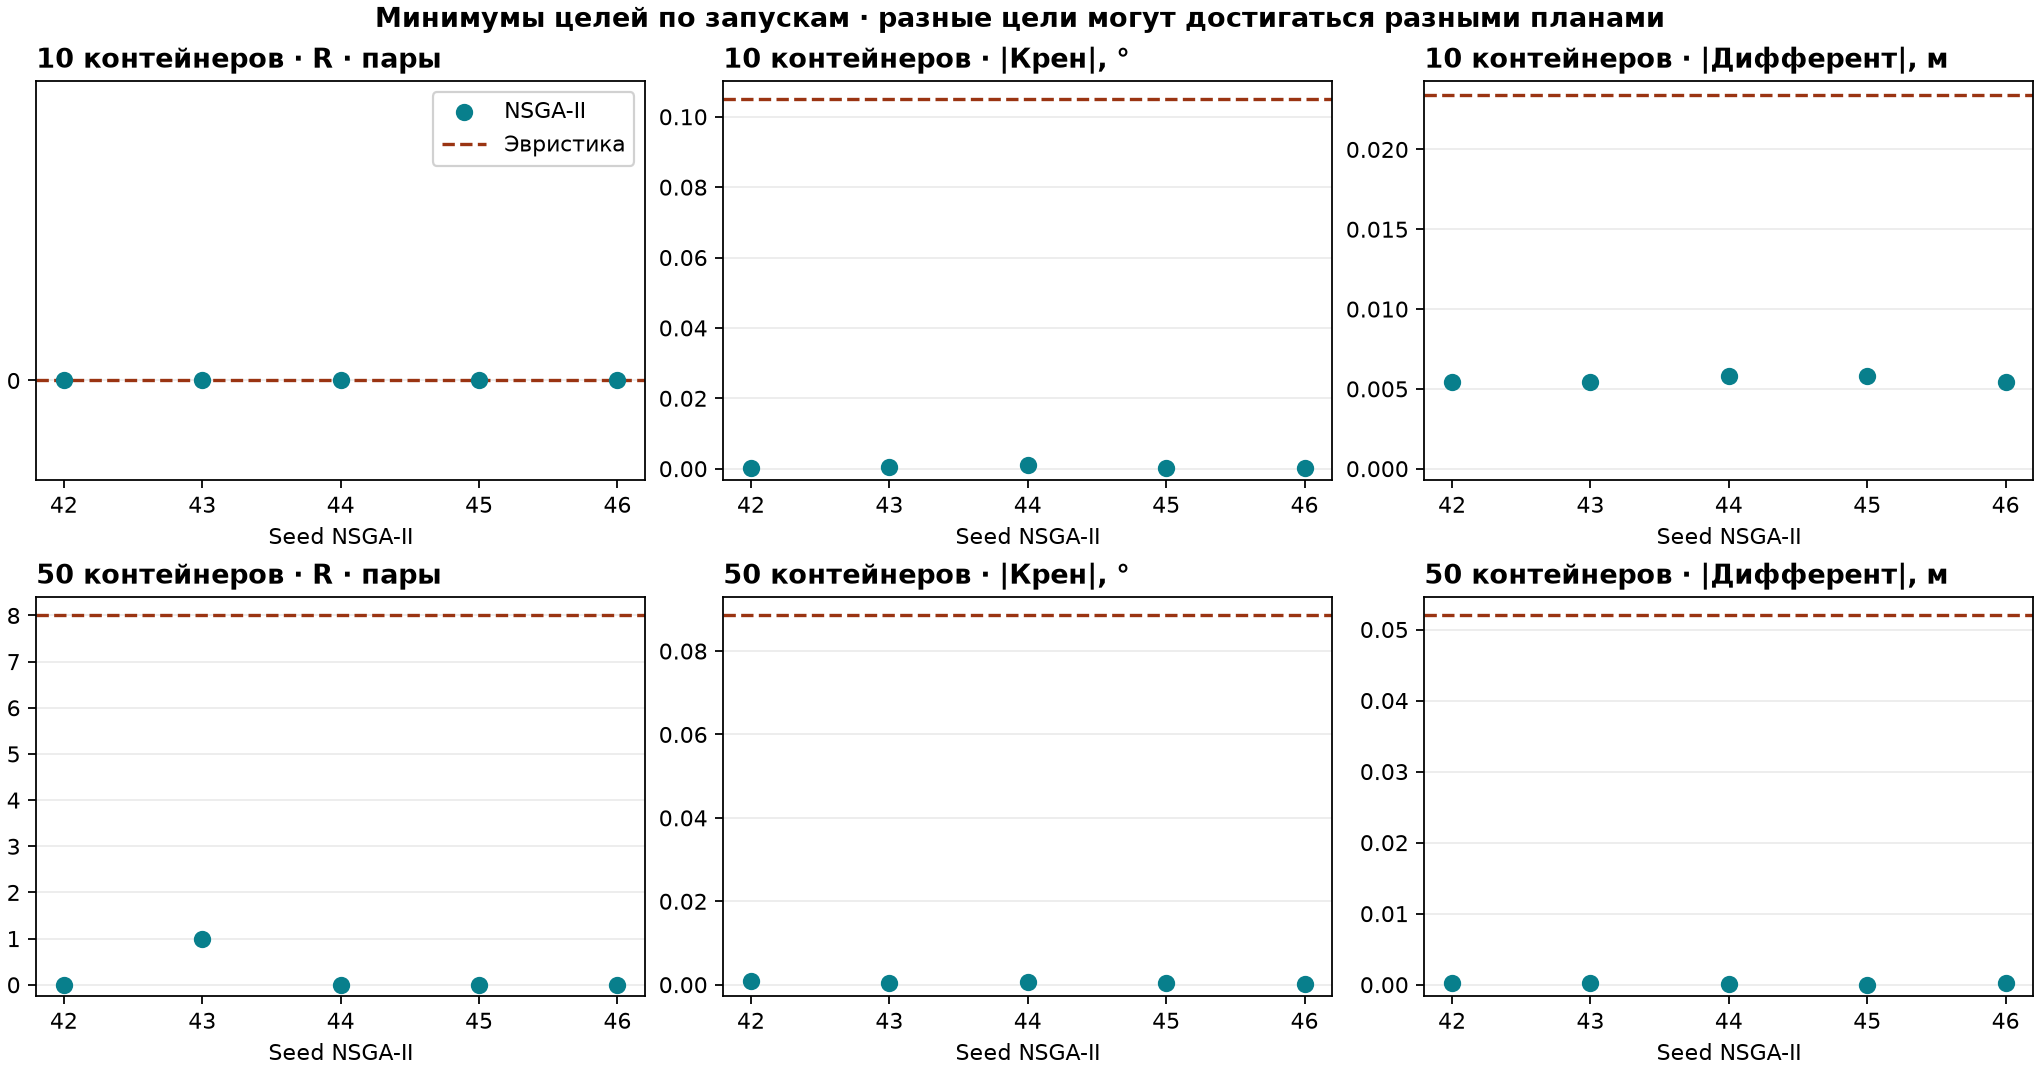 Минимумы целей по запускам · разные цели могут достигаться разными планами
10 контейнеров · R · пары
NSGA-II
Эвристика
0
42 43 44 45 46
Seed NSGA-II
10 контейнеров · |Крен|, °
0.10
0.08
0.06
0.04
0.02
0.00
42 43 44 45 46
Seed NSGA-II
10 контейнеров · |Дифферент|, м
0.020
0.015
0.010
0.005
0.000
42 43 44 45 46
Seed NSGA-II
50 контейнеров · R · пары
8
7
6
5
4
3
2
1
0
42 43 44 45 46
Seed NSGA-II
50 контейнеров · |Крен|, °
0.08
0.06
0.04
0.02
0.00
42 43 44 45 46
Seed NSGA-II
50 контейнеров · |Дифферент|, м
0.05
0.04
0.03
0.02
0.01
0.00
42 43 44 45 46
Seed NSGA-II